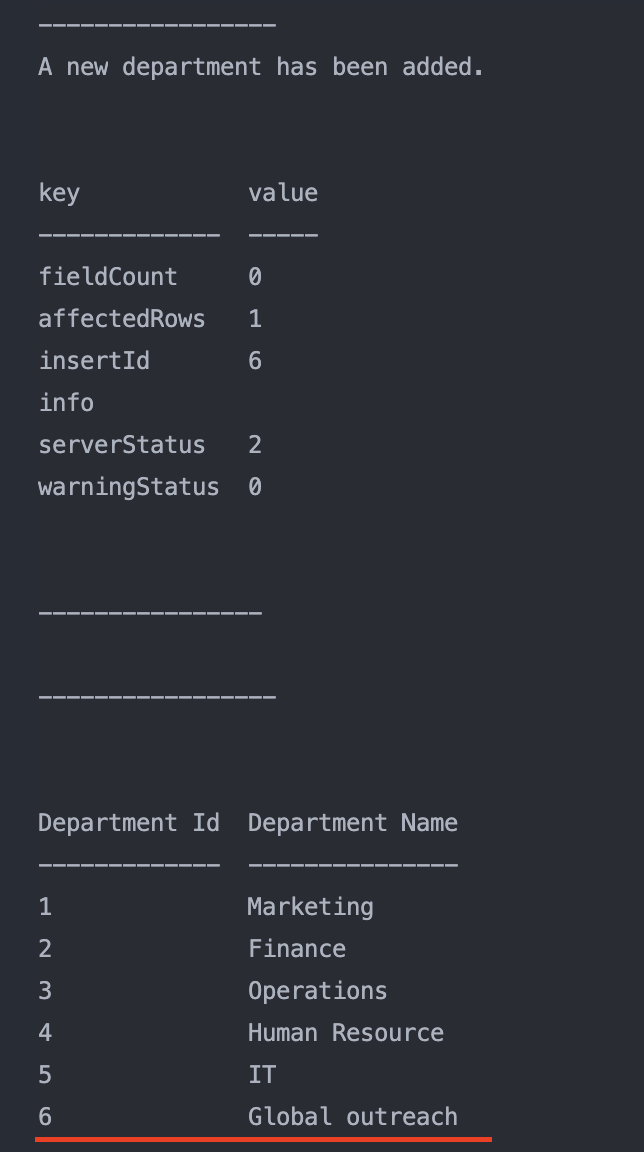 -----------------
A new department has been added.
key            value
-------------  -----
fieldCount     0
affectedRows   1
insertId       6
info
serverStatus   2
warningStatus  0
----------------
-----------------
Department Id  Department Name
-------------  ---------------
1              Marketing
2              Finance
3              Operations
4              Human Resource
5              IT
6              Global outreach